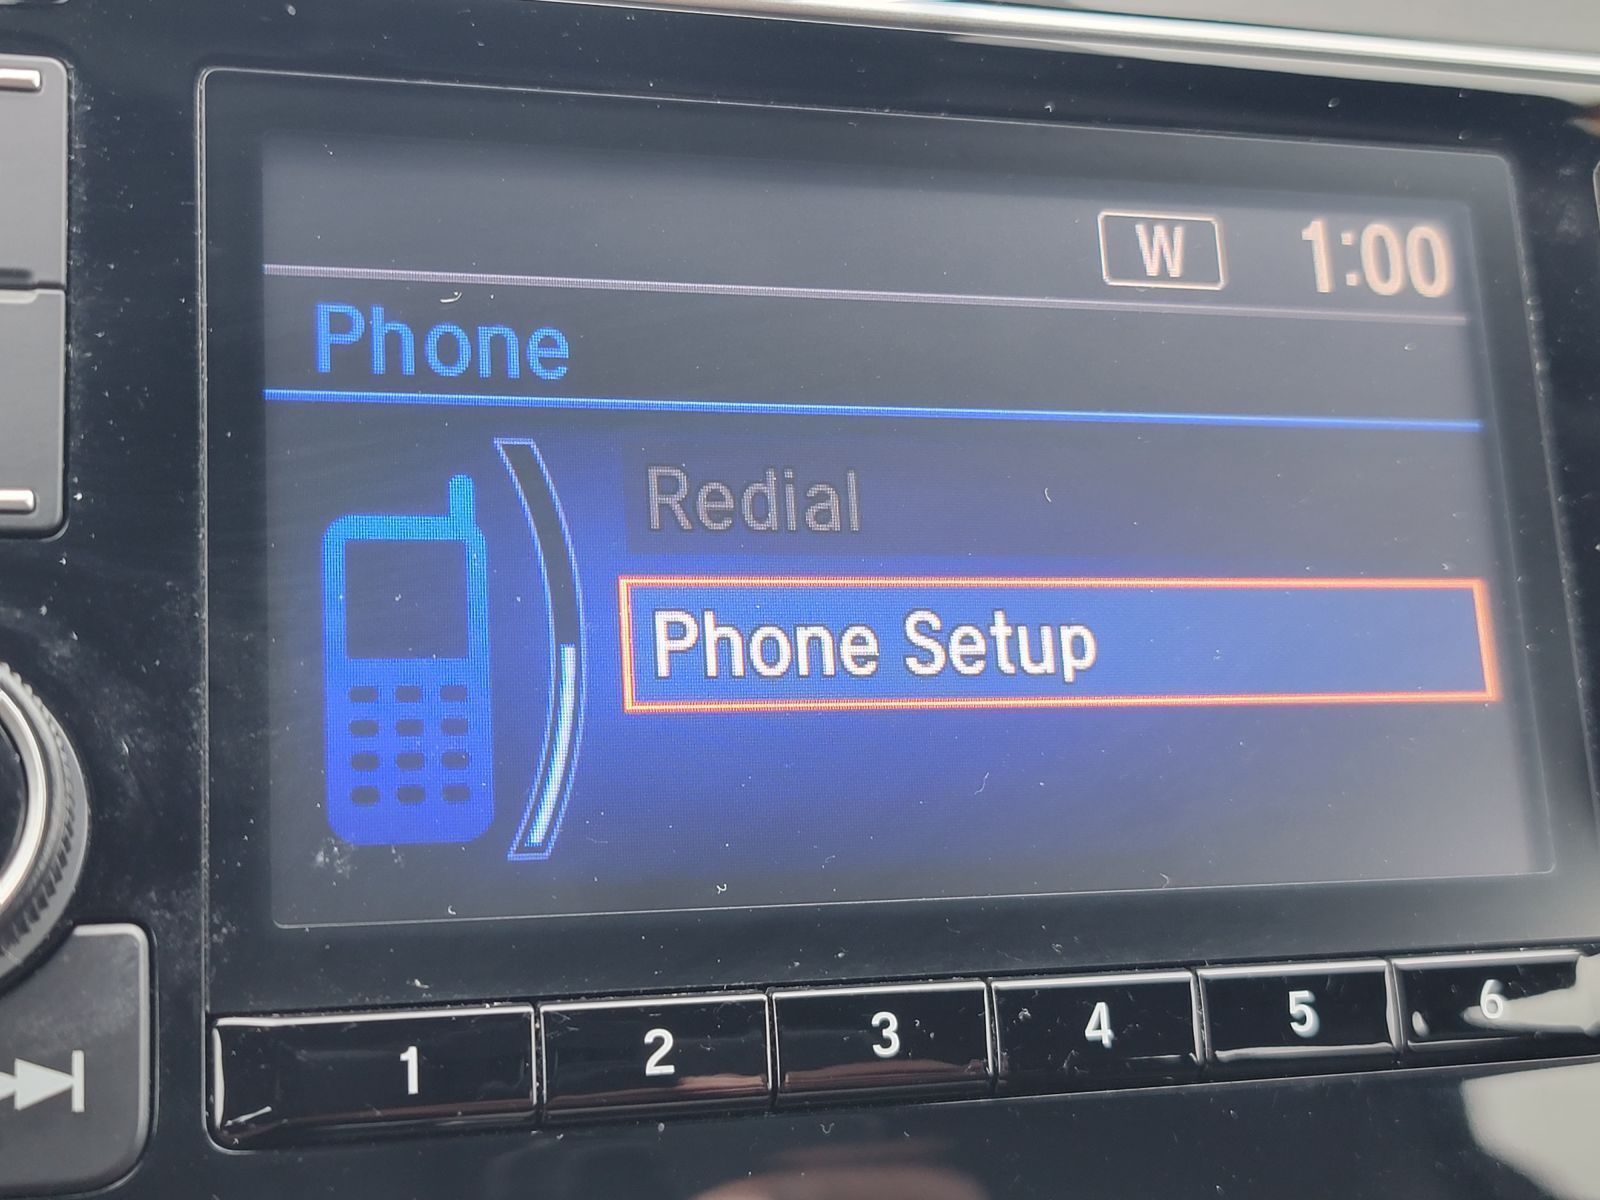 W 1:00
Phone
Redial
Phone Setup
1 2 3 4 5 6